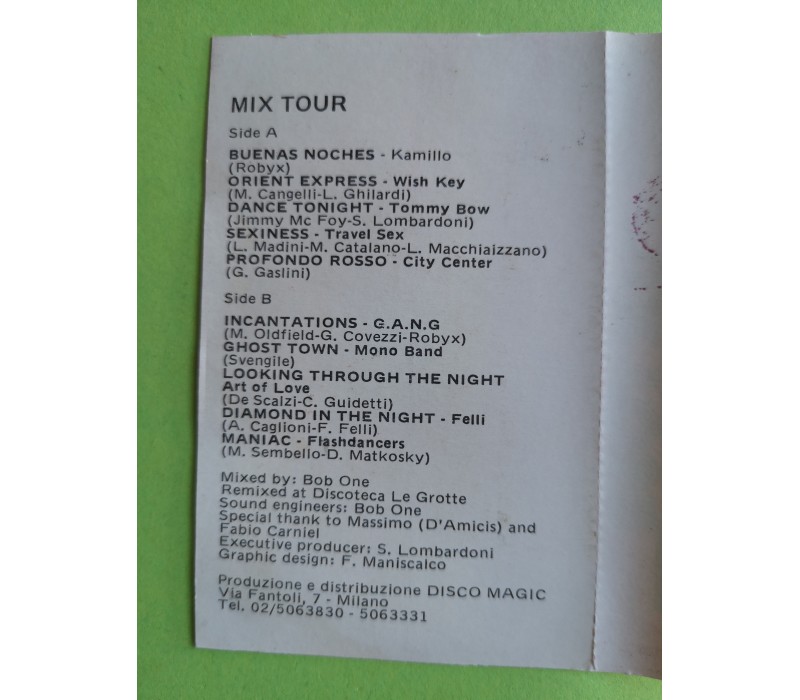 MIX TOUR
Side A
BUENAS NOCHES - Kamillo
(Robyx)
ORIENT EXPRESS - Wish Key
(M. Cangelli-L. Ghilardi)
DANCE TONIGHT - Tommy Bow
(Jimmy Mc Foy-S. Lombardoni)
SEXINESS - Travel Sex
(L. Madini-M. Catalano-L. Macchiaizzano)
PROFONDO ROSSO - City Center
(G. Gaslini)
Side B
INCANTATIONS - G.A.N.G
(M. Oldfield-G. Covezzi-Robyx)
GHOST TOWN - Mono Band
(Svengile)
LOOKING THROUGH THE NIGHT
Art of Love
(De Scalzi-C. Guidetti)
DIAMOND IN THE NIGHT - Felli
(A. Caglioni-F. Felli)
MANIAC - Flashdancers
(M. Sembello-D. Matkosky)
Mixed by: Bob One
Remixed at Discoteca Le Grotte
Sound engineers: Bob One
Special thank to Massimo (D'Amicis) and
Fabio Carniel
Executive producer: S. Lombardoni
Graphic design: F. Maniscalco
Produzione e distribuzione DISCO MAGIC
Via Fantoli, 7 - Milano
Tel. 02/5063830 - 5063331